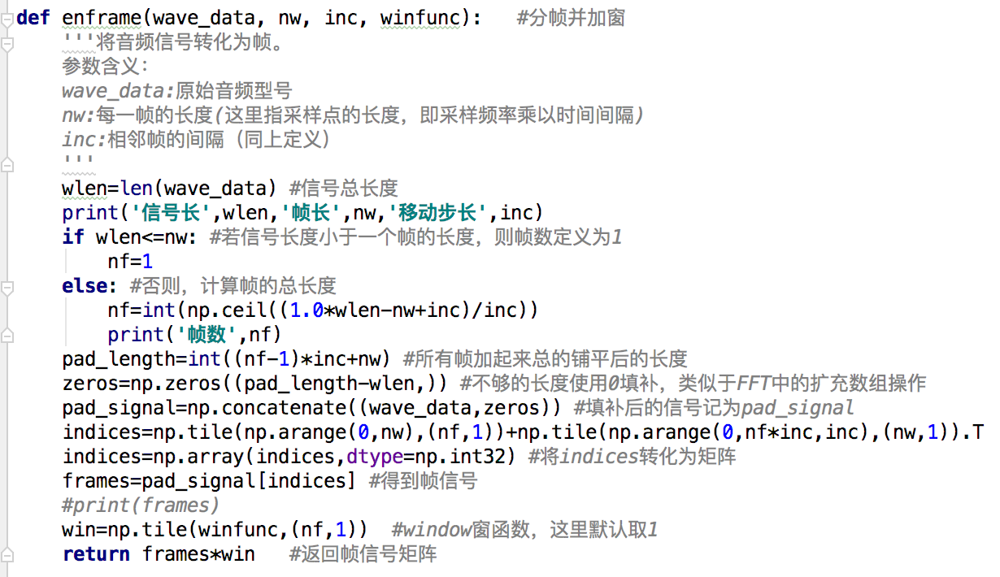 def enframe(wave_data, nw, inc, winfunc):   #分帧并加窗
    '''将音频信号转化为帧。
    参数含义：
    wave_data:原始音频型号
    nw:每一帧的长度(这里指采样点的长度，即采样频率乘以时间间隔)
    inc:相邻帧的间隔（同上定义）
    '''
    wlen=len(wave_data) #信号总长度
    print('信号长',wlen,'帧长',nw,'移动步长',inc)
    if wlen<=nw: #若信号长度小于一个帧的长度，则帧数定义为1
        nf=1
    else: #否则，计算帧的总长度
        nf=int(np.ceil((1.0*wlen-nw+inc)/inc))
        print('帧数',nf)
    pad_length=int((nf-1)*inc+nw) #所有帧加起来总的铺平后的长度
    zeros=np.zeros((pad_length-wlen,)) #不够的长度使用0填补，类似于FFT中的扩充数组操作
    pad_signal=np.concatenate((wave_data,zeros)) #填补后的信号记为pad_signal
    indices=np.tile(np.arange(0,nw),(nf,1))+np.tile(np.arange(0,nf*inc,inc),(nw,1)).T
    indices=np.array(indices,dtype=np.int32) #将indices转化为矩阵
    frames=pad_signal[indices] #得到帧信号
    #print(frames)
    win=np.tile(winfunc,(nf,1))  #window窗函数，这里默认取1
    return frames*win   #返回帧信号矩阵